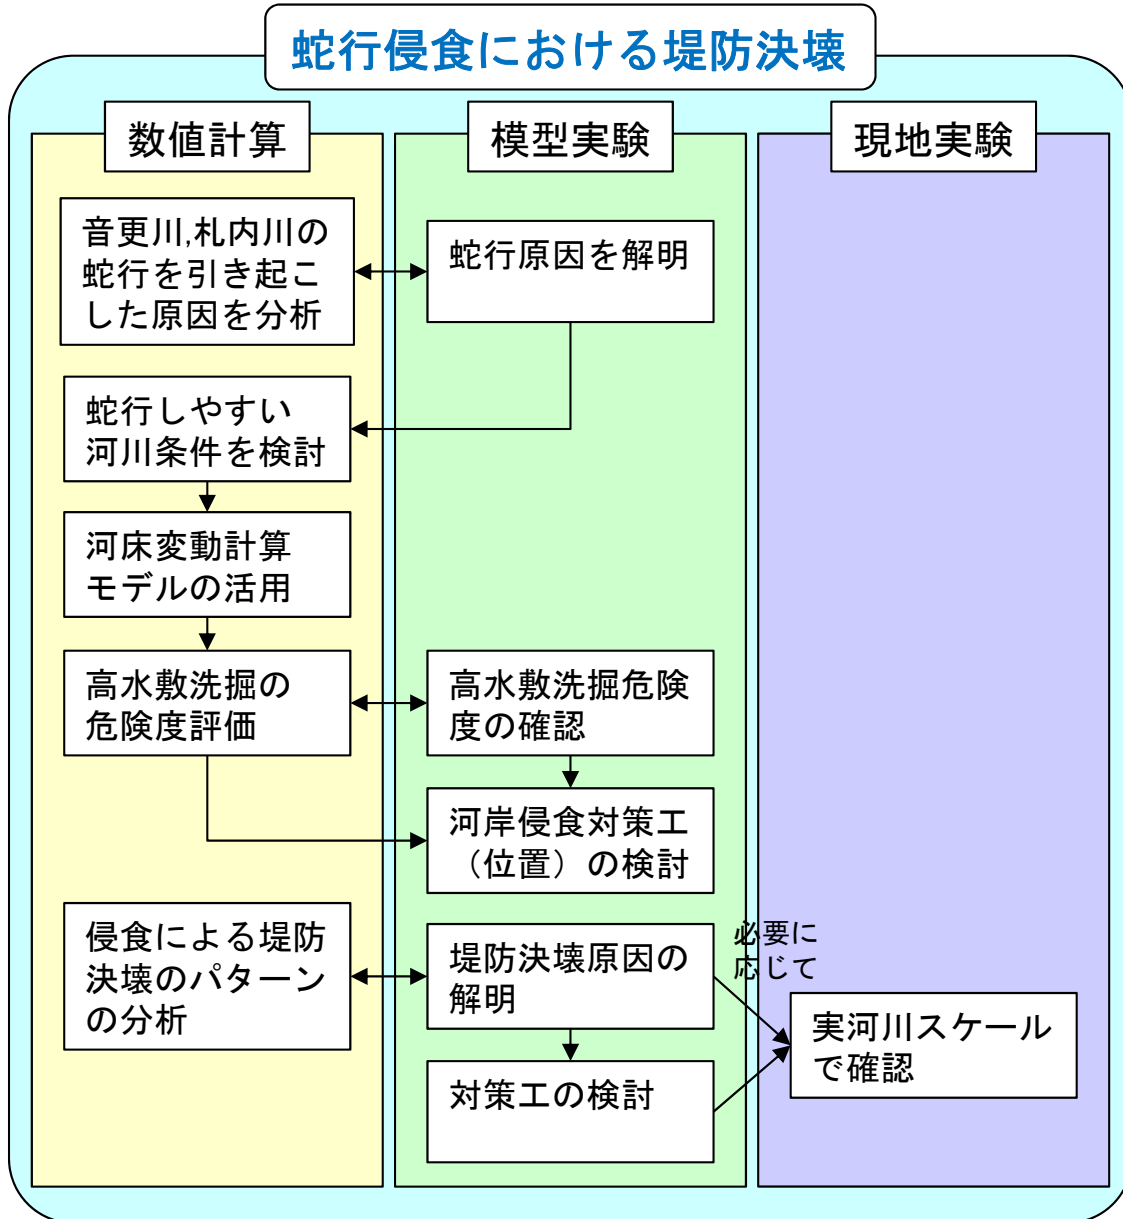 蛇行侵食における堤防決壊
数値計算
模型実験
現地実験
音更川,札内川の
蛇行を引き起こ
した原因を分析
蛇行原因を解明
蛇行しやすい
河川条件を検討
河床変動計算
モデルの活用
高水敷洗掘の
危険度評価
高水敷洗掘危険
度の確認
河岸侵食対策工
（位置）の検討
侵食による堤防
決壊のパターン
の分析
堤防決壊原因の
解明
必要に
応じて
実河川スケール
で確認
対策工の検討